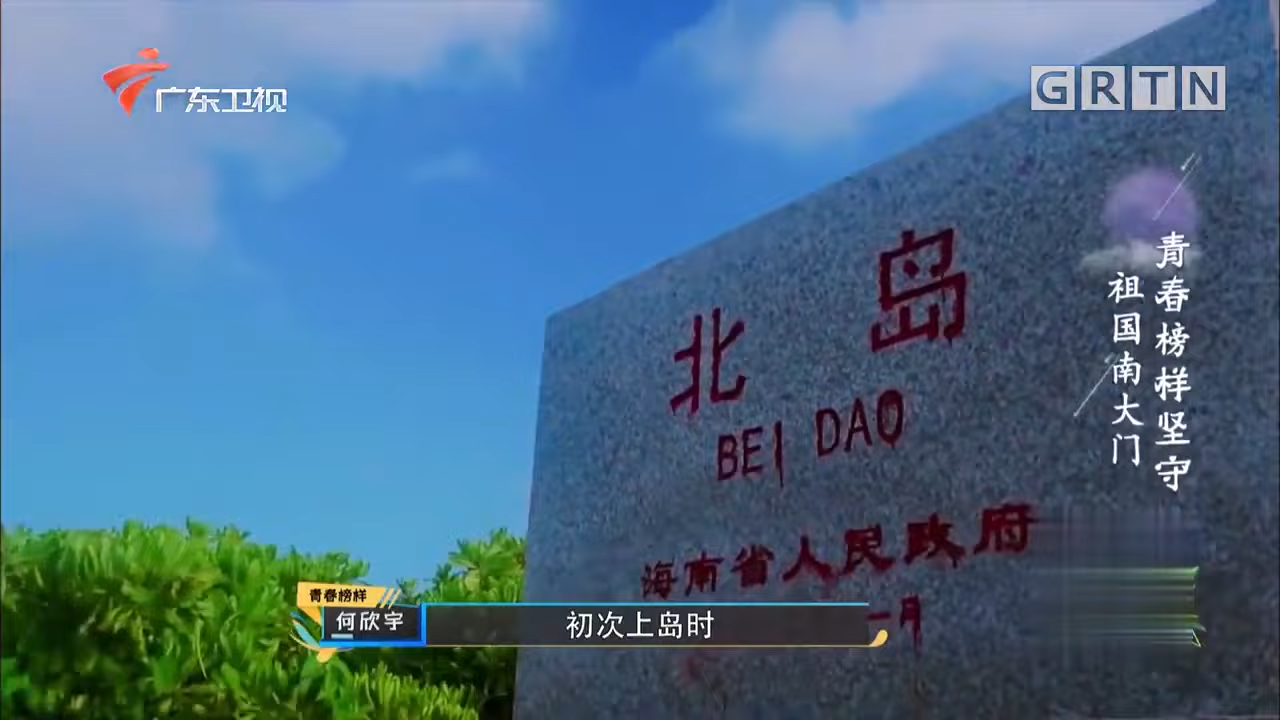 广东卫视
GRTN
青春榜样坚守
祖国南大门
北岛
BEI DAO
海南省人民政府
一月
青春榜样
何欣宇
初次上岛时